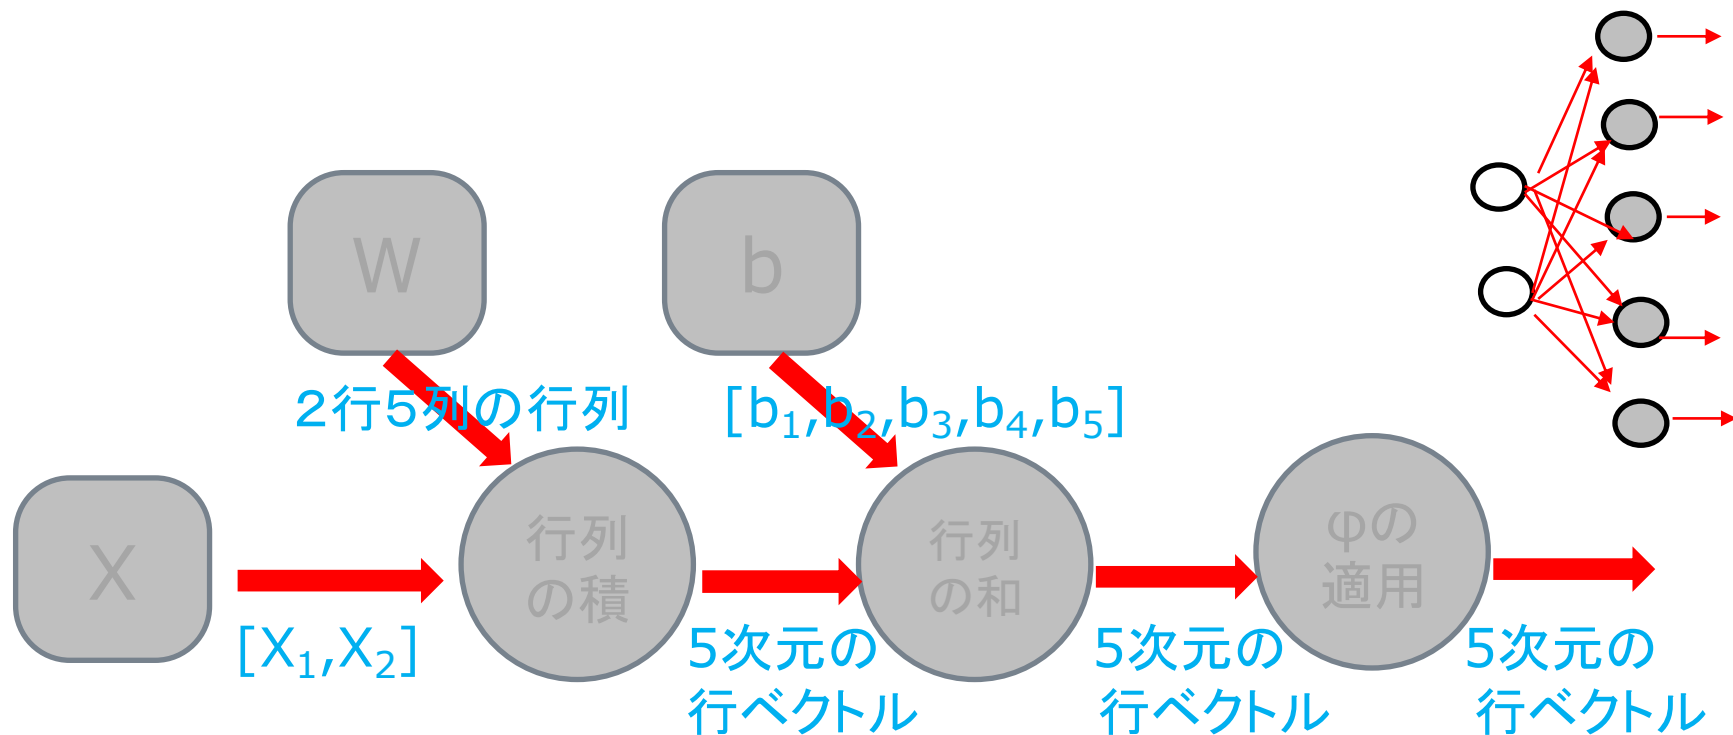 W
b
2行5列の行列
[b1,b2,b3,b4,b5]
X
行列
の積
行列
の和
φの
適用
[X1,X2]
5次元の
行ベクトル
5次元の
行ベクトル
5次元の
行ベクトル